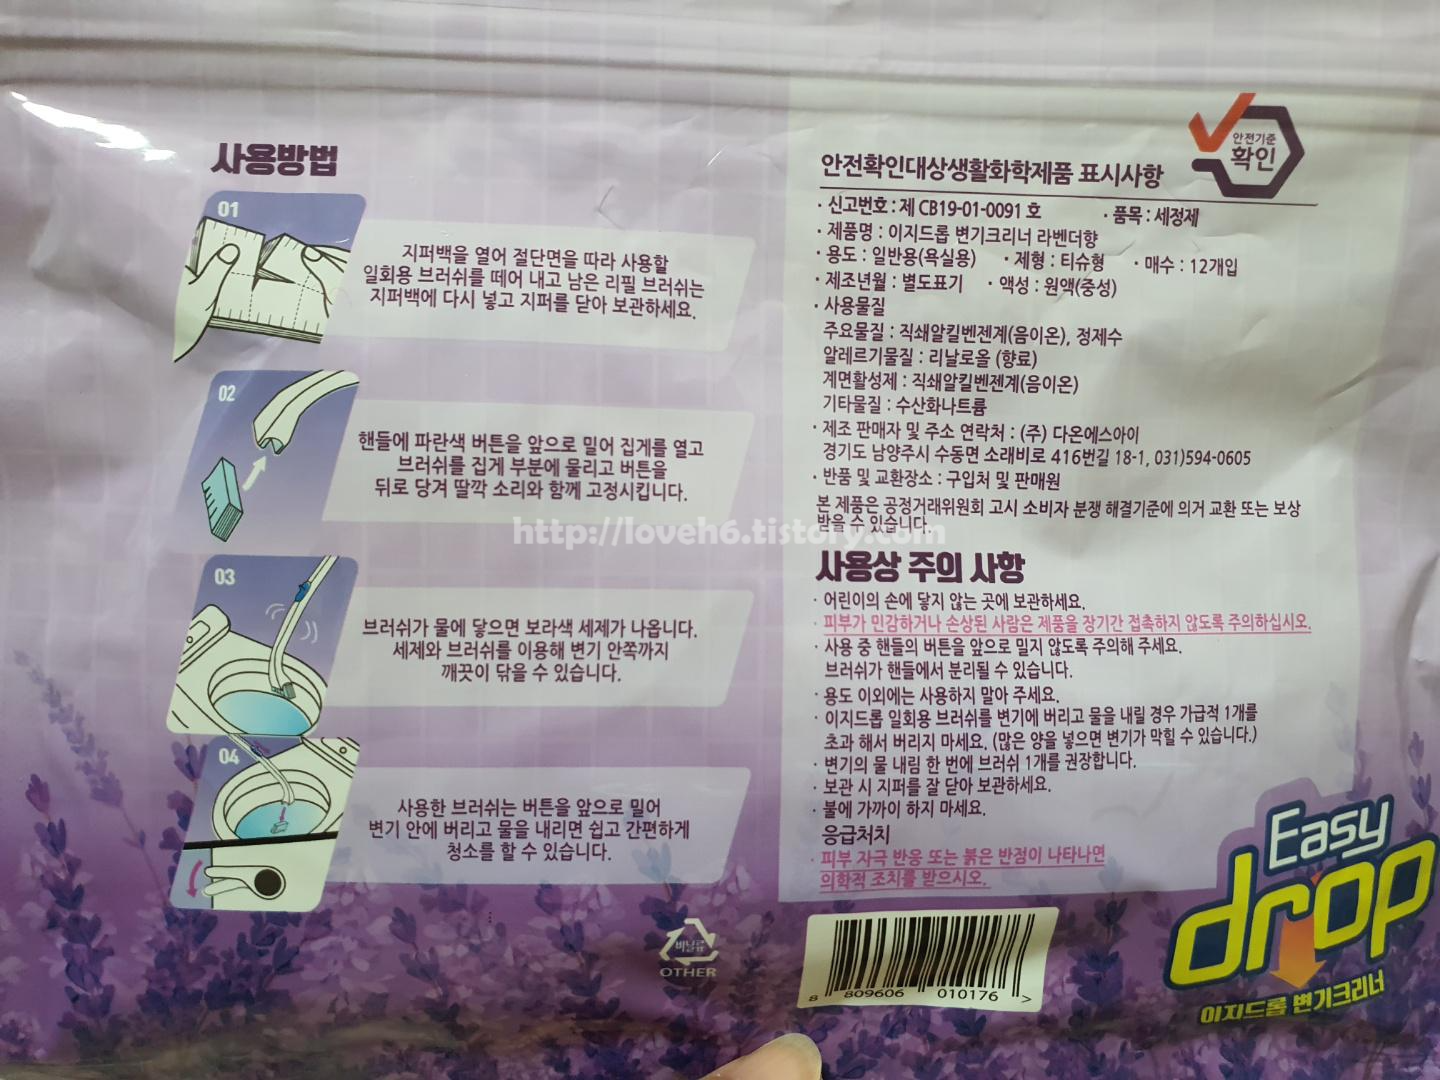 사용방법
01
지퍼백을 열어 절단면을 따라 사용할
일회용 브러쉬를 떼어 내고 남은 리필 브러쉬는
지퍼백에 다시 넣고 지퍼를 닫아 보관하세요.
02
핸들에 파란색 버튼을 앞으로 밀어 집게를 열고
브러쉬를 집게 부분에 물리고 버튼을
뒤로 당겨 딸깍 소리와 함께 고정시킵니다.
03
브러쉬가 물에 닿으면 보라색 세제가 나옵니다.
세제와 브러쉬를 이용해 변기 안쪽까지
깨끗이 닦을 수 있습니다.
04
사용한 브러쉬는 버튼을 앞으로 밀어
변기 안에 버리고 물을 내리면 쉽고 간편하게
청소를 할 수 있습니다.
비닐류
OTHER
안전기준
확인
안전확인대상생활화학제품 표시사항
· 신고번호 : 제 CB19-01-0091 호 · 품목 : 세정제
· 제품명 : 이지드롭 변기크리너 라벤더향
· 용도 : 일반용(욕실용) · 제형 : 티슈형 · 매수 : 12개입
· 제조년월 : 별도표기 · 액성 : 원액(중성)
· 사용물질
주요물질 : 직쇄알킬벤젠계(음이온), 정제수
알레르기물질 : 리날로올 (향료)
계면활성제 : 직쇄알킬벤젠계(음이온)
기타물질 : 수산화나트륨
· 제조 판매자 및 주소 연락처 : (주) 다온에스아이
경기도 남양주시 수동면 소래비로 416번길 18-1, 031)594-0605
· 반품 및 교환장소 : 구입처 및 판매원
본 제품은 공정거래위원회 고시 소비자 분쟁 해결기준에 의거 교환 또는 보상
받을 수 있습니다.
http://loveh6.tistory.com
사용상 주의 사항
· 어린이의 손에 닿지 않는 곳에 보관하세요.
· 피부가 민감하거나 손상된 사람은 제품을 장기간 접촉하지 않도록 주의하십시오.
· 사용 중 핸들의 버튼을 앞으로 밀지 않도록 주의해 주세요.
브러쉬가 핸들에서 분리될 수 있습니다.
· 용도 이외에는 사용하지 말아 주세요.
· 이지드롭 일회용 브러쉬를 변기에 버리고 물을 내릴 경우 가급적 1개를
초과 해서 버리지 마세요. (많은 양을 넣으면 변기가 막힐 수 있습니다.)
· 변기의 물 내림 한 번에 브러쉬 1개를 권장합니다.
· 보관 시 지퍼를 잘 닫아 보관하세요.
· 불에 가까이 하지 마세요.
응급처치
· 피부 자극 반응 또는 붉은 반점이 나타나면
의학적 조치를 받으시오.
8 809606 010176 >
Easy
drop
이지드롭 변기크리너